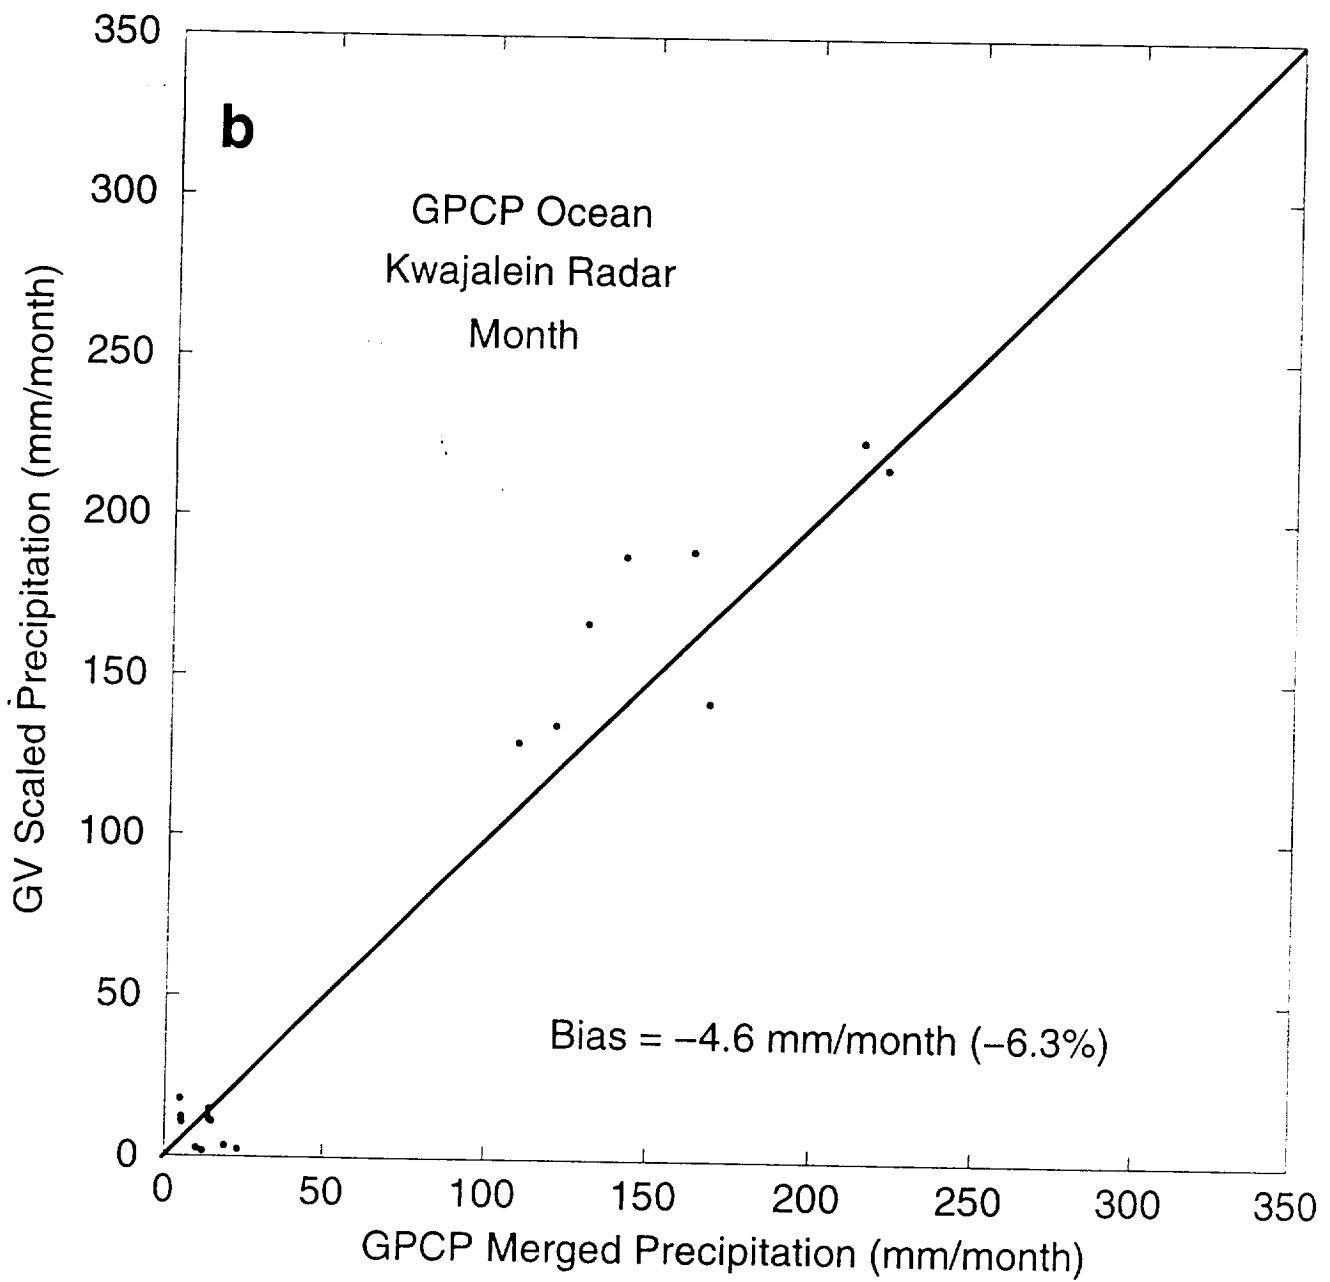 350
b
300
GPCP Ocean
Kwajalein Radar
Month
250
200
150
100
50
0
GV Scaled Precipitation (mm/month)
Bias = −4.6 mm/month (−6.3%)
0 50 100 150 200 250 300 350
GPCP Merged Precipitation (mm/month)